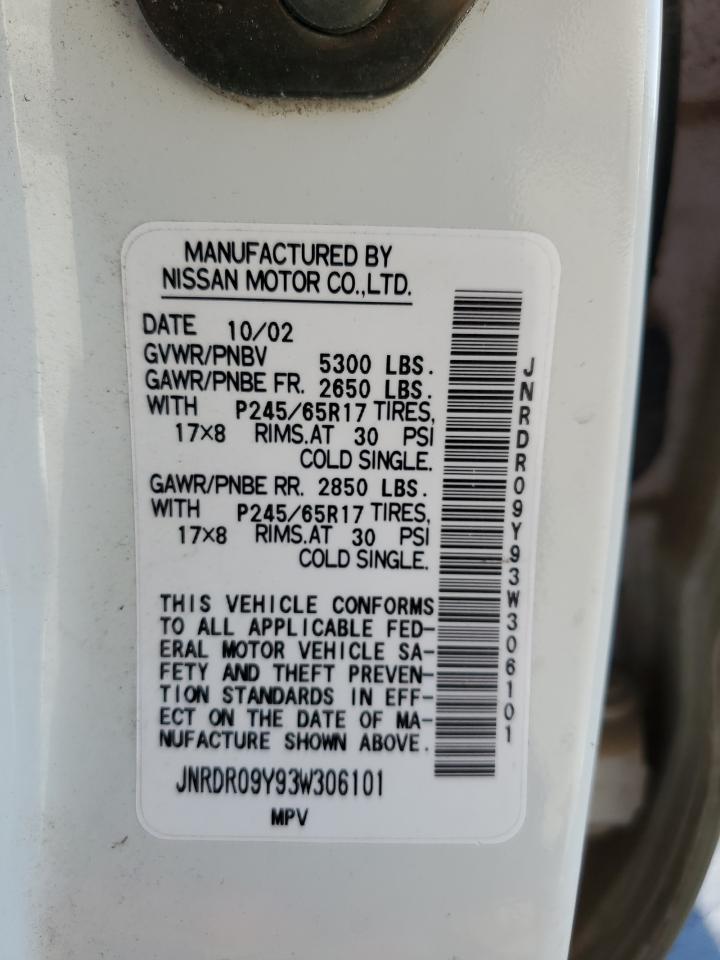 MANUFACTURED BY
NISSAN MOTOR CO.,LTD.
DATE 10/02
GVWR/PNBV 5300 LBS.
GAWR/PNBE FR. 2650 LBS.
WITH P245/65R17 TIRES,
17×8 RIMS.AT 30 PSI
COLD SINGLE.
GAWR/PNBE RR. 2850 LBS.
WITH P245/65R17 TIRES,
17×8 RIMS.AT 30 PSI
COLD SINGLE.
THIS VEHICLE CONFORMS
TO ALL APPLICABLE FED-
ERAL MOTOR VEHICLE SA-
FETY AND THEFT PREVEN-
TION STANDARDS IN EFF-
ECT ON THE DATE OF MA-
NUFACTURE SHOWN ABOVE.
JNRDR09Y93W306101
MPV
JNRDR09Y93W306101